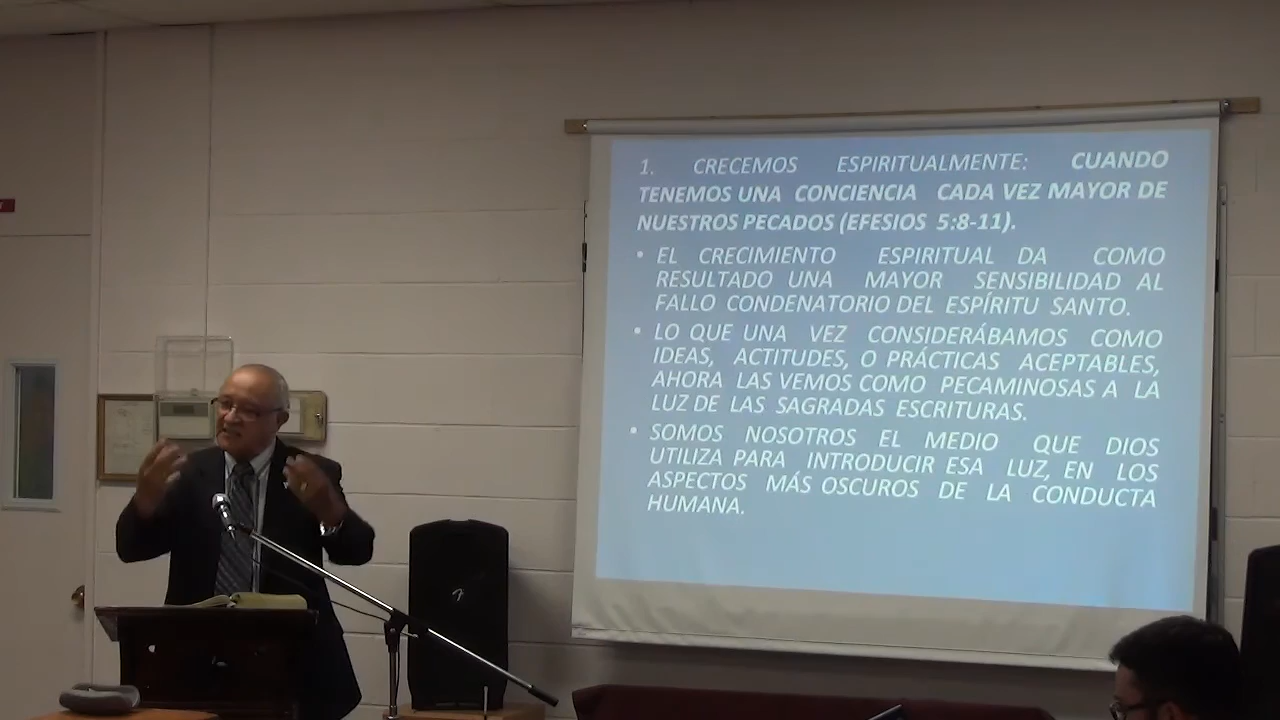 1. CRECEMOS ESPIRITUALMENTE: CUANDO
TENEMOS UNA CONCIENCIA CADA VEZ MAYOR DE
NUESTROS PECADOS (EFESIOS 5:8-11).
• EL CRECIMIENTO ESPIRITUAL DA COMO
RESULTADO UNA MAYOR SENSIBILIDAD AL
FALLO CONDENATORIO DEL ESPÍRITU SANTO.
• LO QUE UNA VEZ CONSIDERÁBAMOS COMO
IDEAS, ACTITUDES, O PRÁCTICAS ACEPTABLES,
AHORA LAS VEMOS COMO PECAMINOSAS A LA
LUZ DE LAS SAGRADAS ESCRITURAS.
• SOMOS NOSOTROS EL MEDIO QUE DIOS
UTILIZA PARA INTRODUCIR ESA LUZ, EN LOS
ASPECTOS MÁS OSCUROS DE LA CONDUCTA
HUMANA.